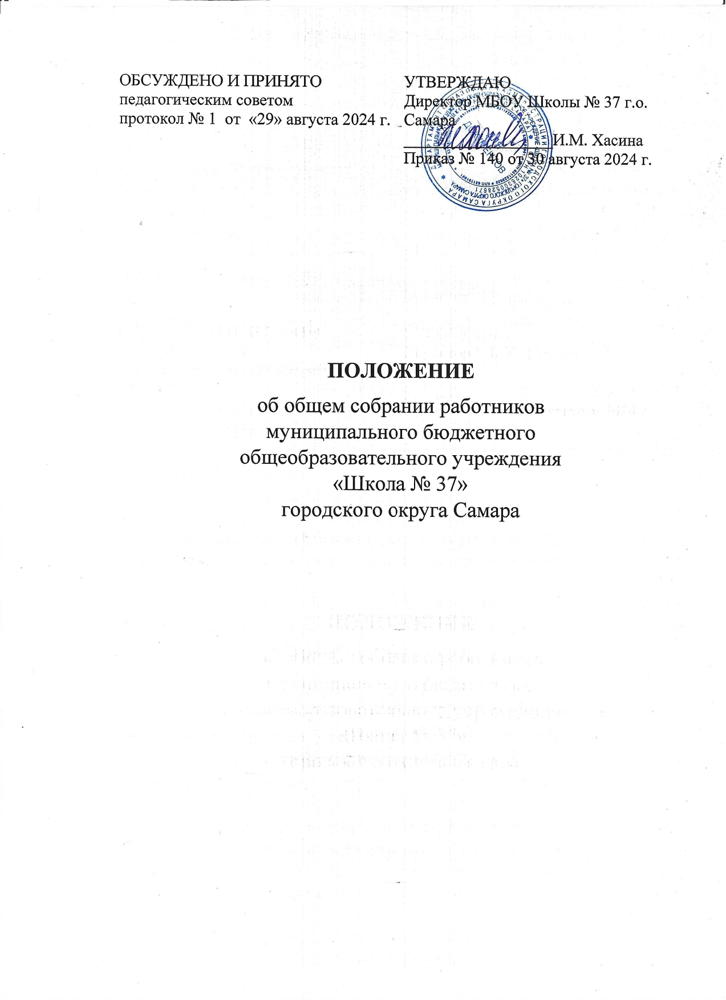 ОБСУЖДЕНО И ПРИНЯТО
педагогическим советом
протокол № 1 от «29» августа 2024 г.
УТВЕРЖДАЮ
Директор МБОУ Школы № 37 г.о.
Самара
И.М. Хасина
Приказ № 140 от 30 августа 2024 г.
ПОЛОЖЕНИЕ
об общем собрании работников
муниципального бюджетного
общеобразовательного учреждения
«Школа № 37»
городского округа Самара